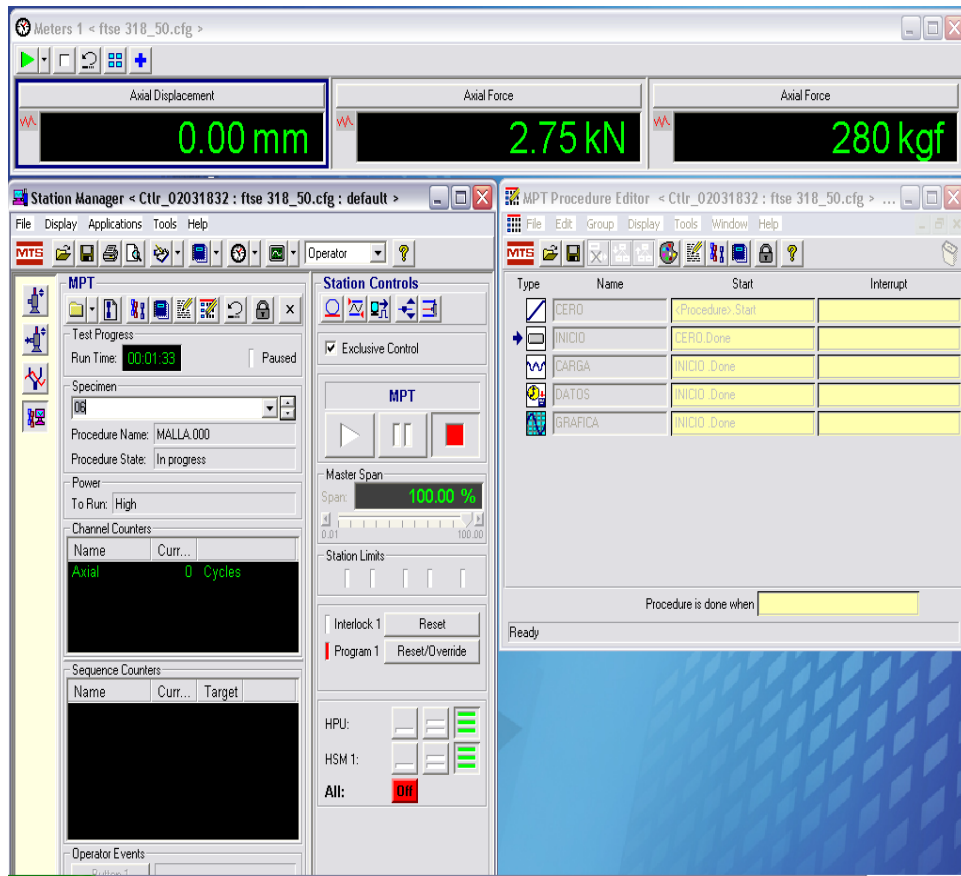 Meters 1 < ftse 318_50.cfg >
Axial Displacement
Axial Force
Axial Force
0.00 mm
2.75 kN
280 kgf
Station Manager < Ctlr_02031832 : ftse 318_50.cfg : default >
File Display Applications Tools Help
MTS
Operator
MPT
Test Progress
Run Time: 00:01:33
Paused
Specimen
06
Procedure Name: MALLA.000
Procedure State: In progress
Power
To Run: High
Channel Counters
Name Curr...
Axial 0 Cycles
Sequence Counters
Name Curr... Target
Operator Events
Button 1
Station Controls
Exclusive Control
MPT
Master Span
Span: 100.00 %
0.01 100.00
Station Limits
Interlock 1 Reset
Program 1 Reset/Override
HPU:
HSM 1:
All: Off
MPT Procedure Editor < Ctlr_02031832 : ftse 318_50.cfg > ...
File Edit Group Display Tools Window Help
MTS
Type Name Start Interrupt
CERO <Procedure>.Start
INICIO CERO.Done
CARGA INICIO .Done
DATOS INICIO .Done
GRAFICA INICIO .Done
Procedure is done when
Ready